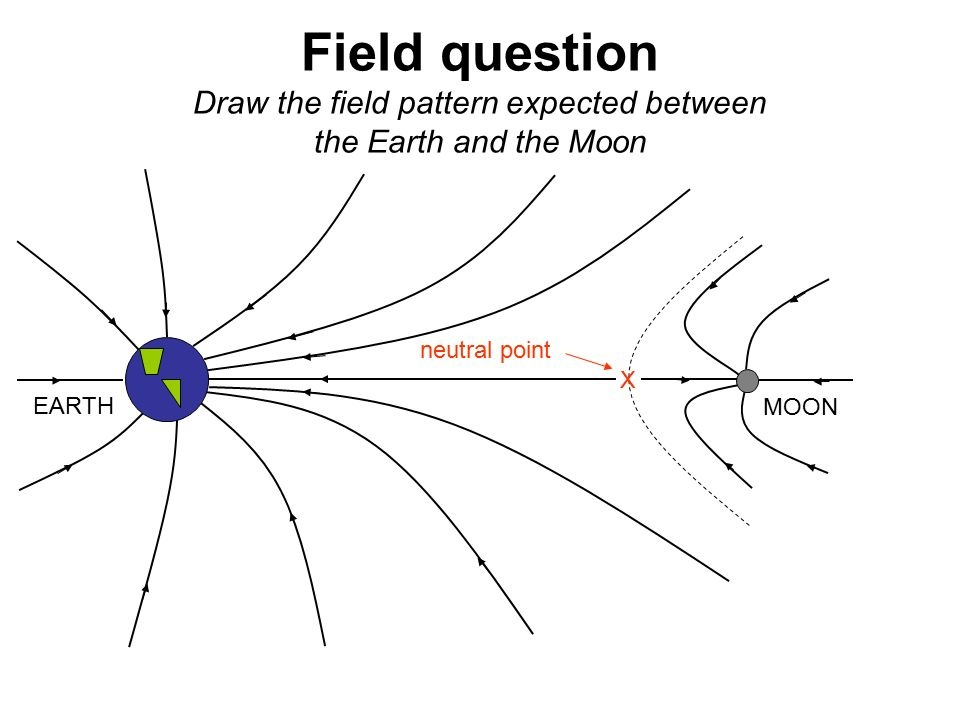 Field question
Draw the field pattern expected between
the Earth and the Moon
neutral point
X
EARTH
MOON